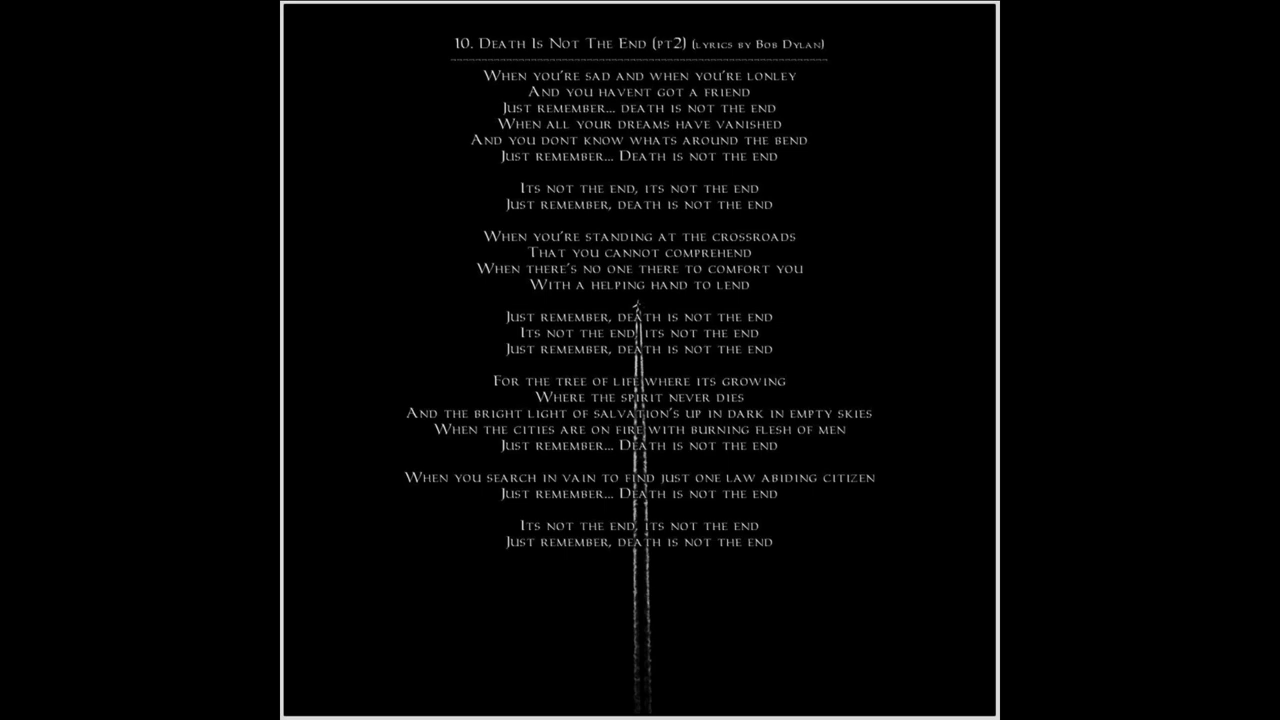 10. Death Is Not The End (pt2) (lyrics by Bob Dylan)
When you're sad and when you're lonley
And you havent got a friend
Just remember... death is not the end
When all your dreams have vanished
And you dont know whats around the bend
Just remember... Death is not the end
Its not the end, its not the end
Just remember, death is not the end
When you're standing at the crossroads
That you cannot comprehend
When there's no one there to comfort you
With a helping hand to lend
Just remember, death is not the end
Its not the end, its not the end
Just remember, death is not the end
For the tree of life where its growing
Where the spirit never dies
And the bright light of salvation's up in dark in empty skies
When the cities are on fire with burning flesh of men
Just remember... Death is not the end
When you search in vain to find just one law abiding citizen
Just remember... Death is not the end
Its not the end, its not the end
Just remember, death is not the end